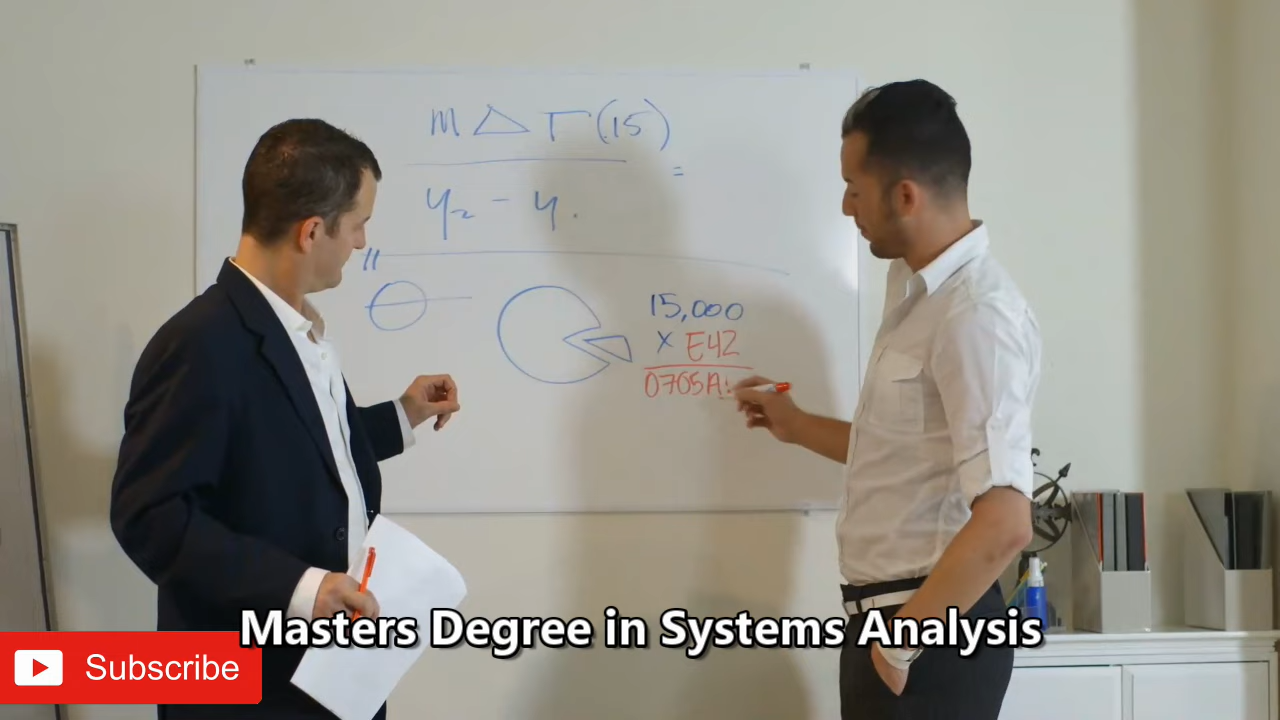 m△Γ(15)
=
y₂ - y.
"
15,000
x E42
0705A
Masters Degree in Systems Analysis
Subscribe